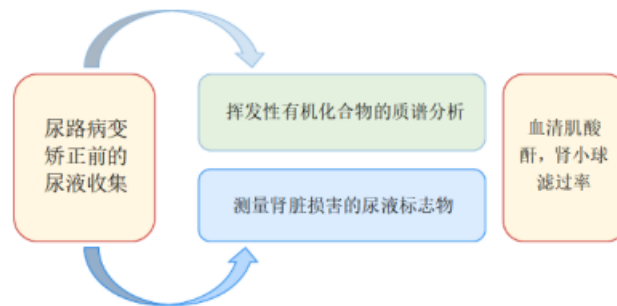 尿路病变
矫正前的
尿液收集
挥发性有机化合物的质谱分析
测量肾脏损害的尿液标志物
血清肌酸
酐，肾小球
滤过率